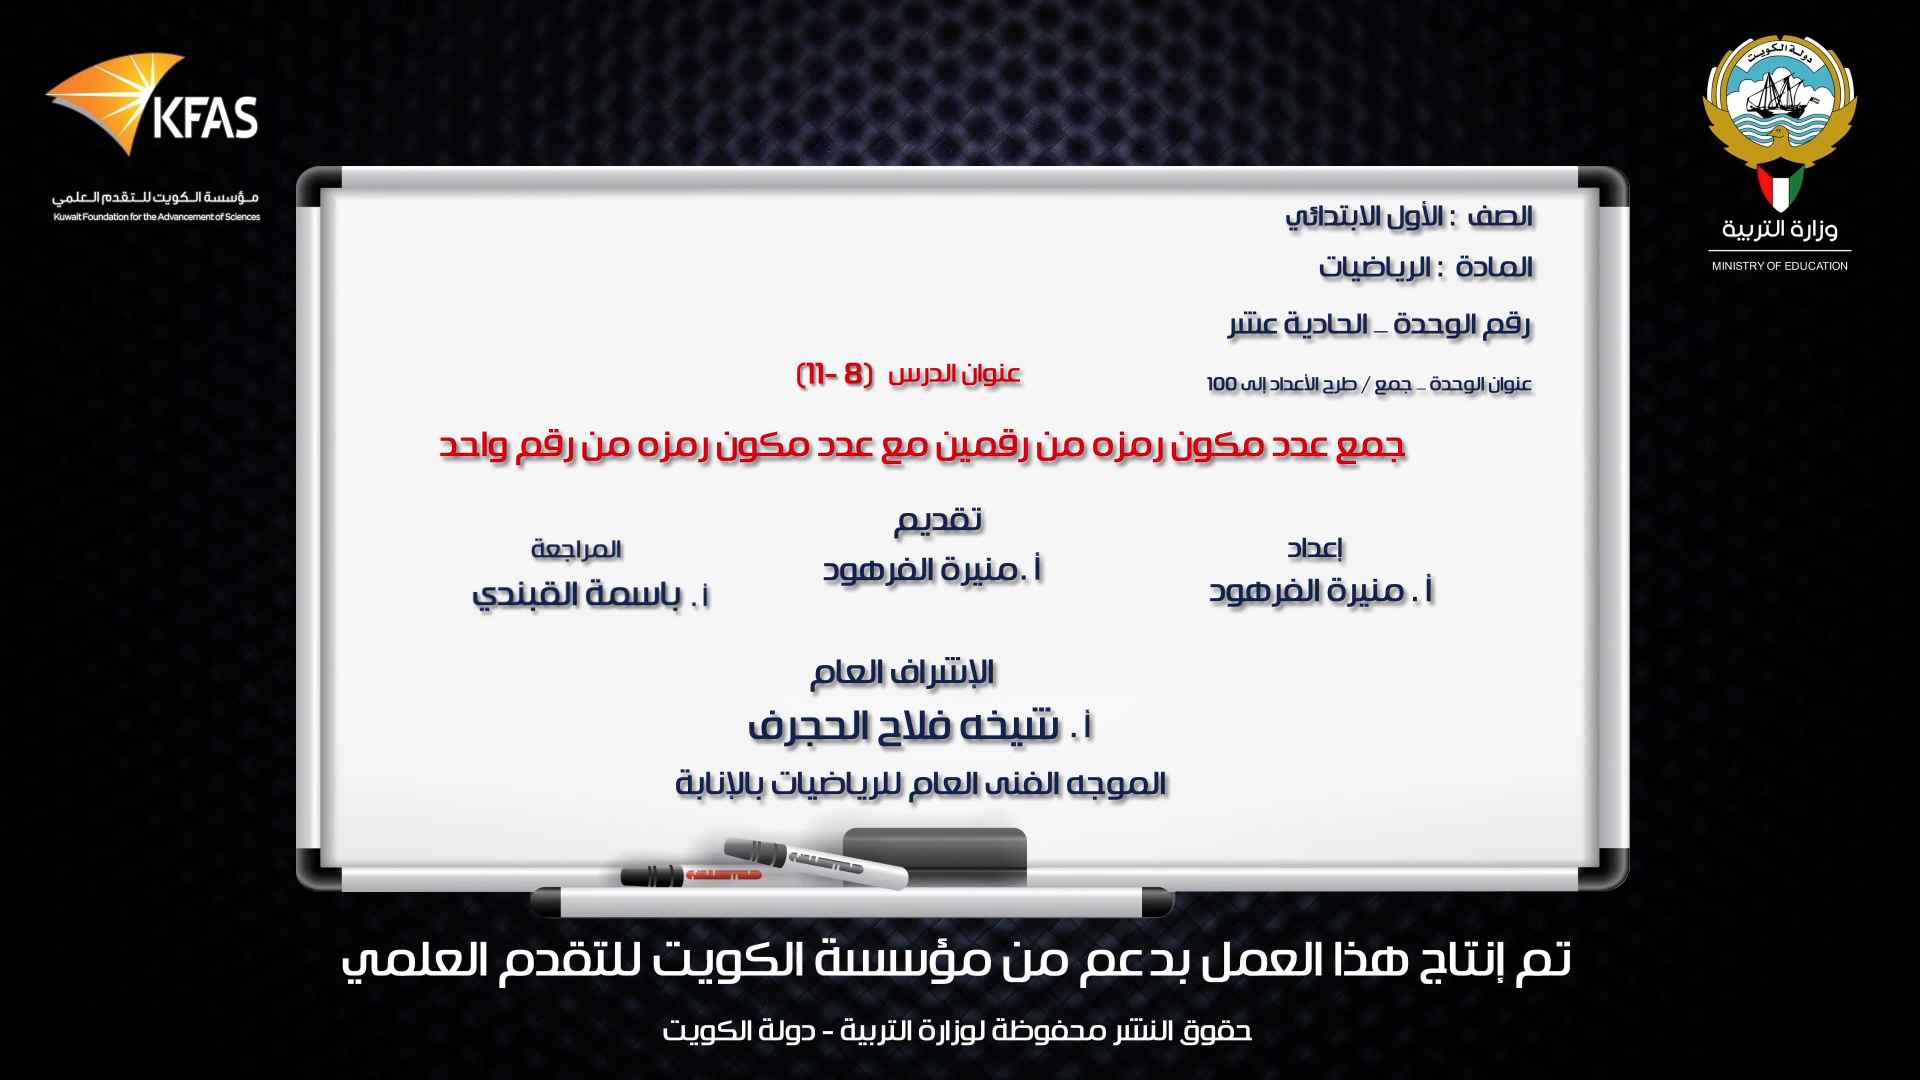 KFAS
مؤسسة الكويت للتقدم العلمي
Kuwait Foundation for the Advancement of Sciences
دولة الكويت
وزارة التربية
MINISTRY OF EDUCATION
الصف : الأول الابتدائي
المادة : الرياضيات
رقم الوحدة – الحادية عشر
عنوان الوحدة – جمع / طرح الأعداد إلى 100
عنوان الدرس (8 -11)
جمع عدد مكون رمزه من رقمين مع عدد مكون رمزه من رقم واحد
إعداد
أ . منيرة الفرهود
تقديم
أ .منيرة الفرهود
المراجعة
أ . باسمة القبندي
الإشراف العام
أ . شيخه فلاح الحجرف
الموجه الفنى العام للرياضيات بالإنابة
تم إنتاج هذا العمل بدعم من مؤسسة الكويت للتقدم العلمي
حقوق النشر محفوظة لوزارة التربية - دولة الكويت